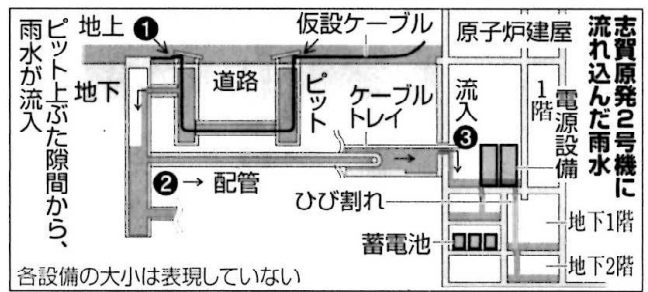 志賀原発2号機に
流れ込んだ雨水
ピット上ぶた隙間から、
雨水が流入
地上
❶
仮設ケーブル
原子炉建屋
地下
道路
ピット
ケーブル
トレイ
流入
❸
1階
電源設備
❷→配管
ひび割れ
蓄電池
地下1階
地下2階
各設備の大小は表現していない